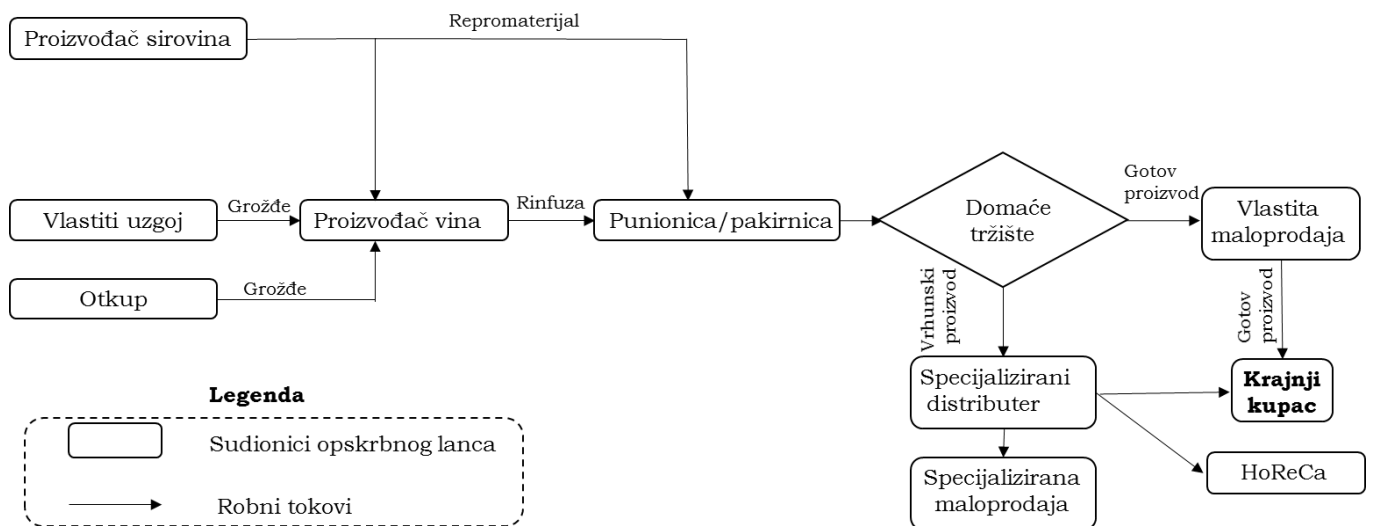 Repromaterijal
Proizvođač sirovina
Vlastiti uzgoj
Grožđe
Proizvođač vina
Rinfuza
Punionica/pakirnica
Domaće
tržište
Gotov
proizvod
Vlastita
maloprodaja
Otkup
Grožđe
Vrhunski
proizvod
Gotov
proizvod
Specijalizirani
distributer
Krajnji
kupac
Specijalizirana
maloprodaja
HoReCa
Legenda
Sudionici opskrbnog lanca
Robni tokovi